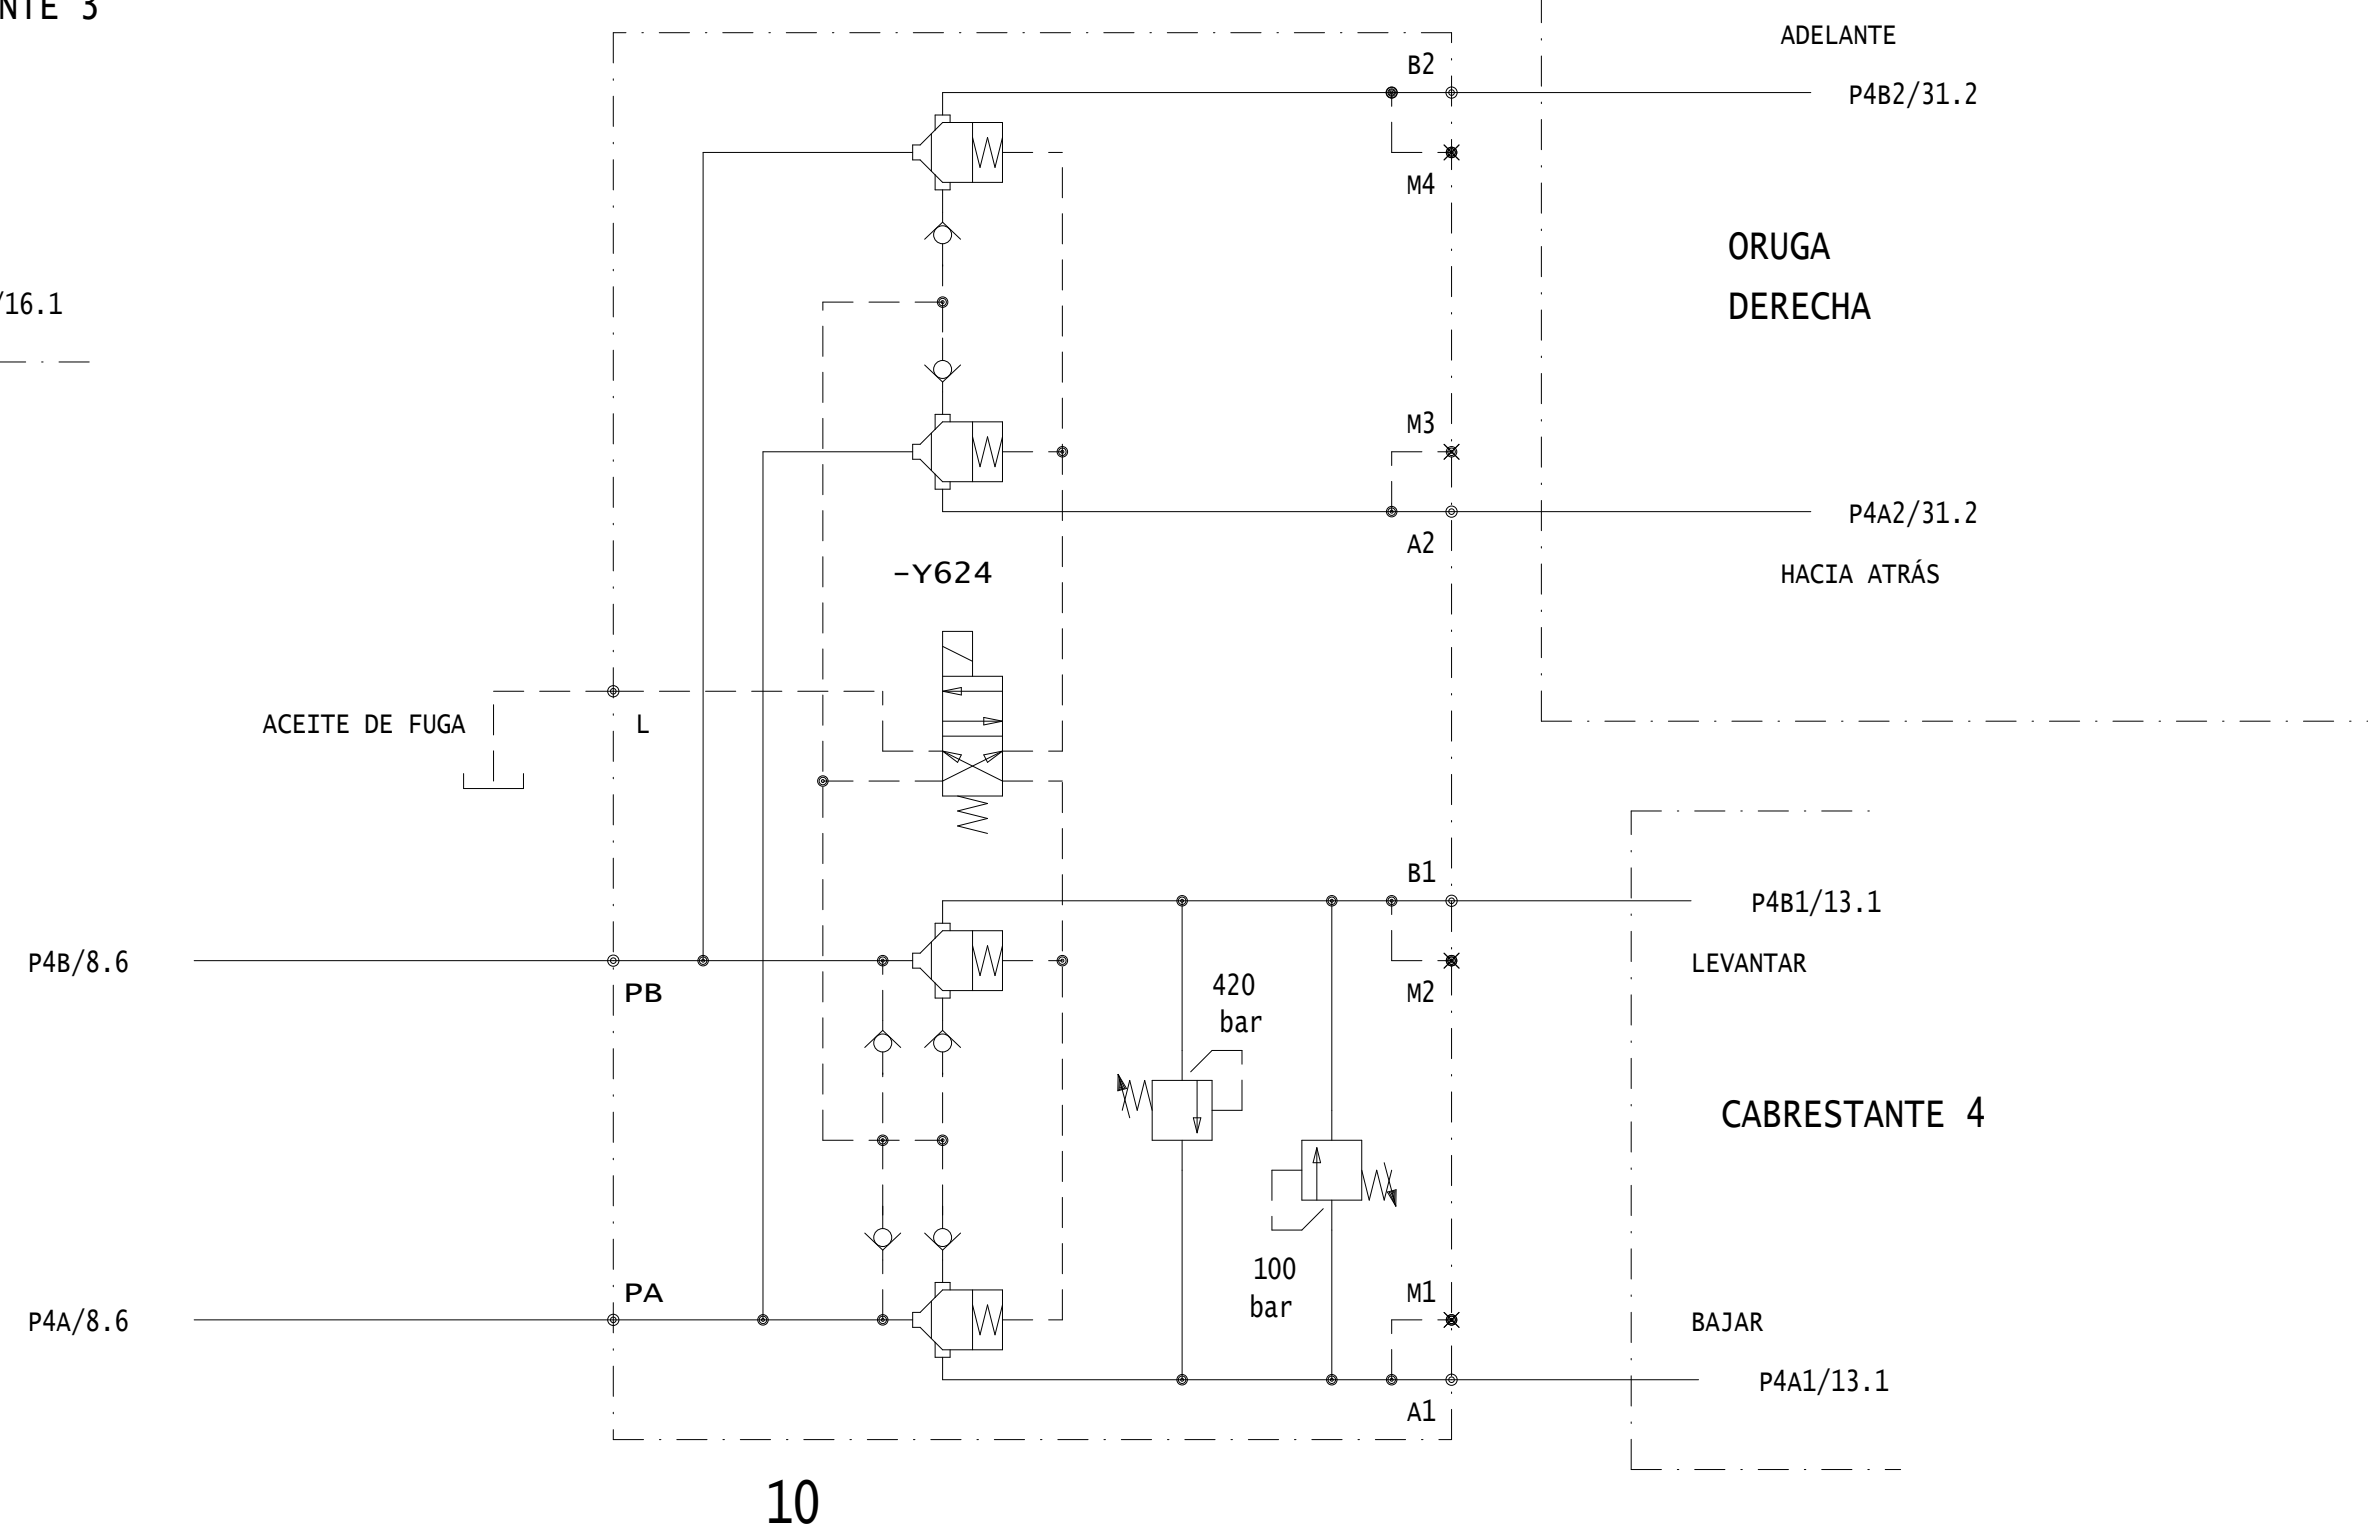 NTE 3
ADELANTE
B2
P4B2/31.2
M4
ORUGA
DERECHA
/16.1
M3
P4A2/31.2
A2
-Y624
HACIA ATRÁS
ACEITE DE FUGA
L
B1
P4B1/13.1
P4B/8.6
PB
LEVANTAR
M2
420
bar
CABRESTANTE 4
100
bar
M1
PA
P4A/8.6
BAJAR
P4A1/13.1
A1
10